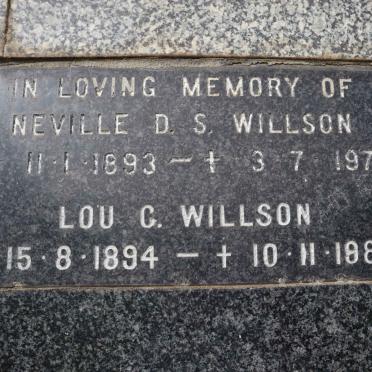 IN LOVING MEMORY OF
NEVILLE D. S. WILLSON
11·1·1893 – † 3·7·197
LOU C. WILLSON
15·8·1894 – † 10·11·198